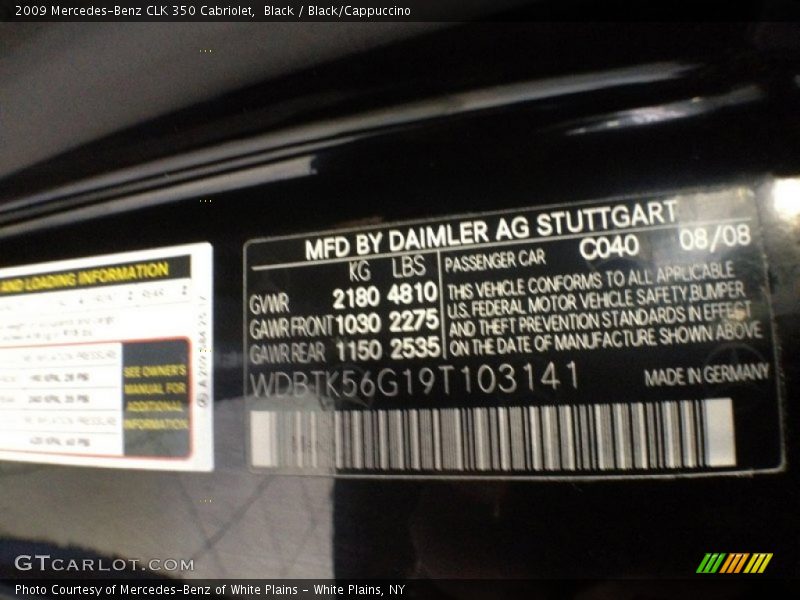 2009 Mercedes-Benz CLK 350 Cabriolet,  Black / Black/Cappuccino
AND LOADING INFORMATION
SEE OWNER'S
MANUAL FOR
ADDITIONAL
INFORMATION
MFD BY DAIMLER AG STUTTGART
KG LBS
GVWR 2180 4810
GAWR FRONT 1030 2275
GAWR REAR 1150 2535
PASSENGER CAR C040 08/08
THIS VEHICLE CONFORMS TO ALL APPLICABLE
U.S. FEDERAL MOTOR VEHICLE SAFETY,BUMPER
AND THEFT PREVENTION STANDARDS IN EFFECT
ON THE DATE OF MANUFACTURE SHOWN ABOVE
WDBTK56G19T103141 MADE IN GERMANY
GTCARLOT.COM
Photo Courtesy of Mercedes-Benz of White Plains - White Plains, NY